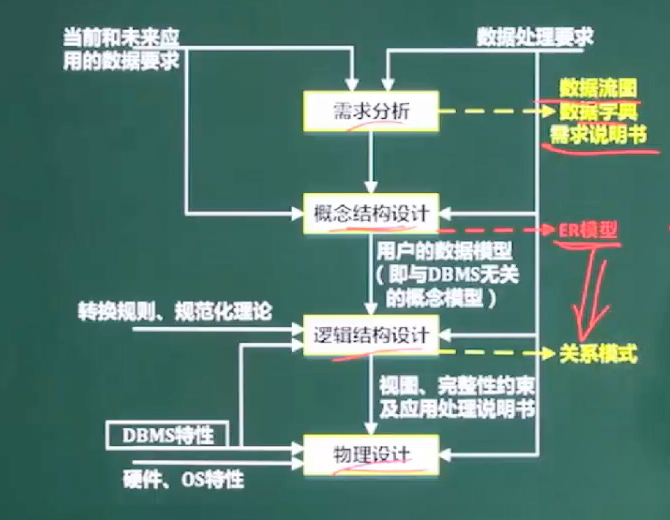 当前和未来应
用的数据要求
数据处理要求
需求分析
数据流图
数据字典
需求说明书
概念结构设计
ER模型
用户的数据模型
（即与DBMS无关
的概念模型）
转换规则、规范化理论
逻辑结构设计
关系模式
视图、完整性约束
及应用处理说明书
DBMS特性
物理设计
硬件、OS特性